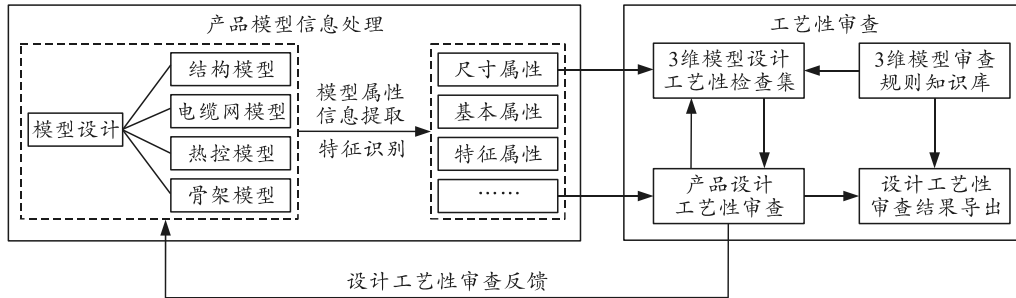 产品模型信息处理
模型设计
结构模型
电缆网模型
热控模型
骨架模型
模型属性
信息提取
特征识别
尺寸属性
基本属性
特征属性
……
工艺性审查
3维模型设计
工艺性检查集
3维模型审查
规则知识库
产品设计
工艺性审查
设计工艺性
审查结果导出
设计工艺性审查反馈